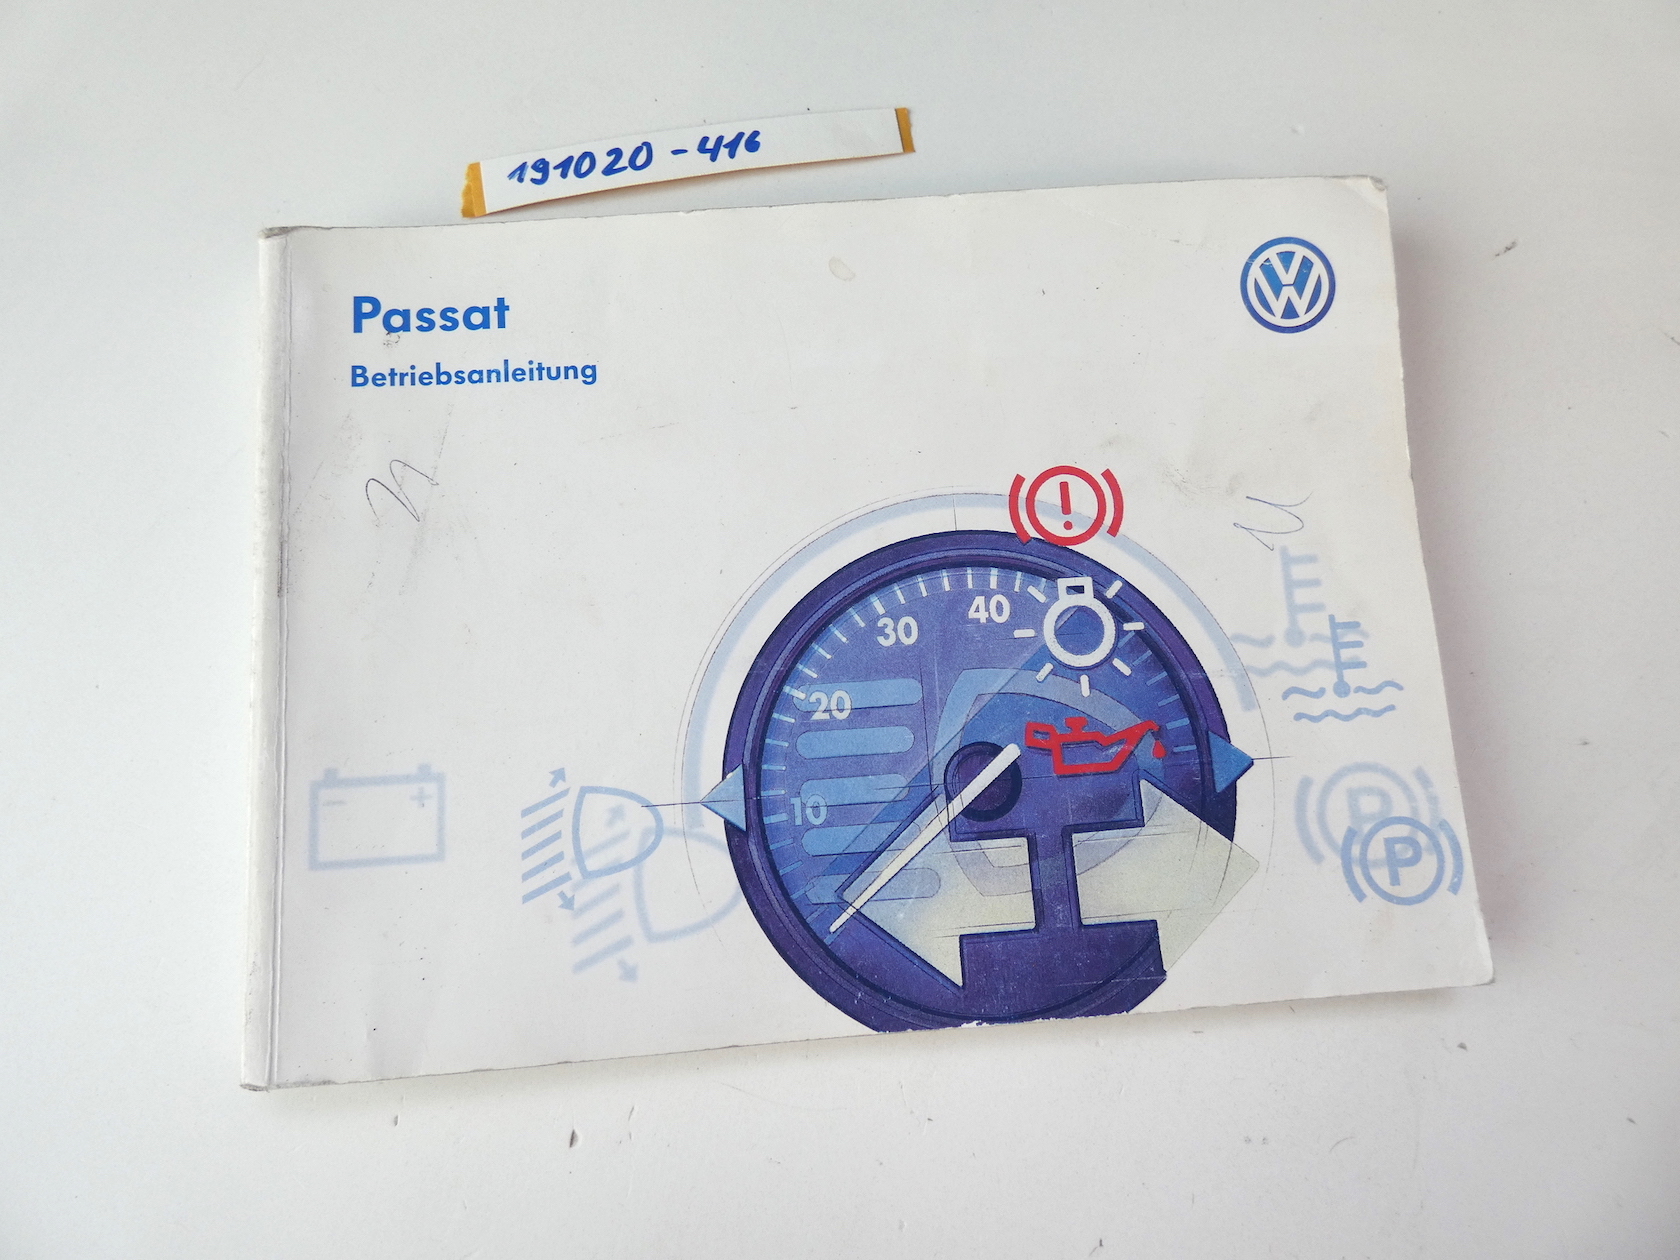 191020-416
Passat
Betriebsanleitung
VW
40
30
20
10
P
P